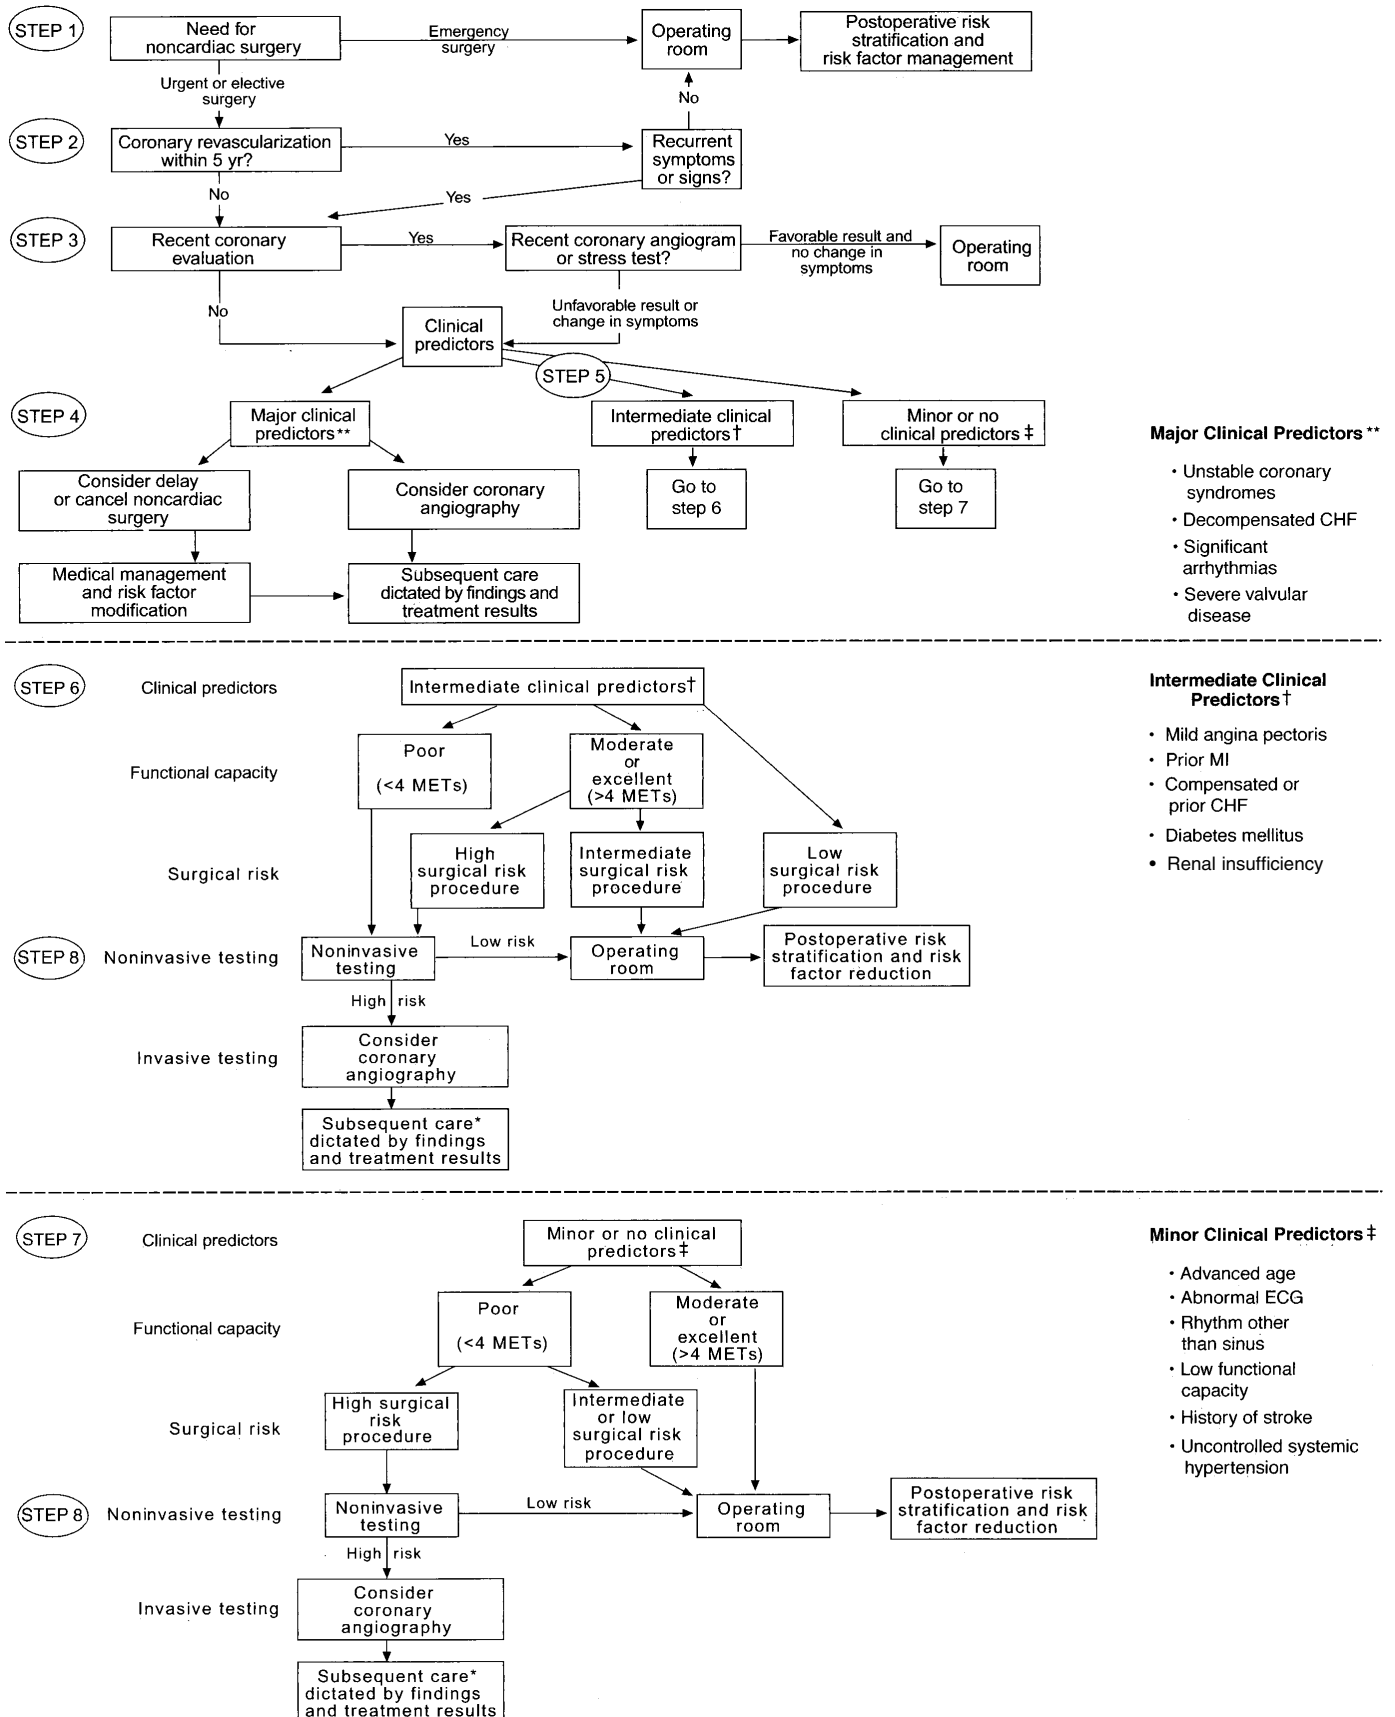 STEP 1
Need for
noncardiac surgery
Emergency
surgery
Operating
room
Postoperative risk
stratification and
risk factor management
Urgent or elective
surgery
No
STEP 2
Coronary revascularization
within 5 yr?
Yes
Recurrent
symptoms
or signs?
No
Yes
STEP 3
Recent coronary
evaluation
Yes
Recent coronary angiogram
or stress test?
Favorable result and
no change in
symptoms
Operating
room
No
Unfavorable result or
change in symptoms
Clinical
predictors
STEP 5
STEP 4
Major clinical
predictors**
Intermediate clinical
predictors†
Minor or no
clinical predictors ‡
Consider delay
or cancel noncardiac
surgery
Consider coronary
angiography
Go to
step 6
Go to
step 7
Medical management
and risk factor
modification
Subsequent care
dictated by findings and
treatment results
Major Clinical Predictors**
• Unstable coronary
syndromes
• Decompensated CHF
• Significant
arrhythmias
• Severe valvular
disease
STEP 6
Clinical predictors
Intermediate clinical predictors†
Functional capacity
Poor
(<4 METs)
Moderate
or
excellent
(>4 METs)
Surgical risk
High
surgical risk
procedure
Intermediate
surgical risk
procedure
Low
surgical risk
procedure
STEP 8
Noninvasive testing
Noninvasive
testing
Low risk
Operating
room
Postoperative risk
stratification and risk
factor reduction
High risk
Invasive testing
Consider
coronary
angiography
Subsequent care*
dictated by findings
and treatment results
Intermediate Clinical
Predictors†
• Mild angina pectoris
• Prior MI
• Compensated or
prior CHF
• Diabetes mellitus
• Renal insufficiency
STEP 7
Clinical predictors
Minor or no clinical
predictors‡
Functional capacity
Poor
(<4 METs)
Moderate
or
excellent
(>4 METs)
Surgical risk
High surgical
risk
procedure
Intermediate
or low
surgical risk
procedure
STEP 8
Noninvasive testing
Noninvasive
testing
Low risk
Operating
room
Postoperative risk
stratification and risk
factor reduction
High risk
Invasive testing
Consider
coronary
angiography
Subsequent care*
dictated by findings
and treatment results
Minor Clinical Predictors‡
• Advanced age
• Abnormal ECG
• Rhythm other
than sinus
• Low functional
capacity
• History of stroke
• Uncontrolled systemic
hypertension